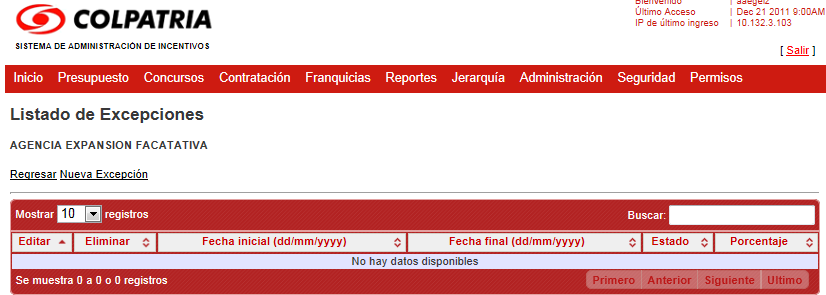 COLPATRIA
SISTEMA DE ADMINISTRACIÓN DE INCENTIVOS
Bienvenido | aaegelz
Último Acceso | Dec 21 2011 9:00AM
IP de último ingreso | 10.132.3.103
[ Salir ]
Inicio Presupuesto Concursos Contratación Franquicias Reportes Jerarquía Administración Seguridad Permisos
Listado de Excepciones
AGENCIA EXPANSION FACATATIVA
Regresar Nueva Excepción
Mostrar 10 registros Buscar:
Editar Eliminar Fecha inicial (dd/mm/yyyy) Fecha final (dd/mm/yyyy) Estado Porcentaje
No hay datos disponibles
Se muestra 0 a 0 o 0 registros Primero Anterior Siguiente Ultimo